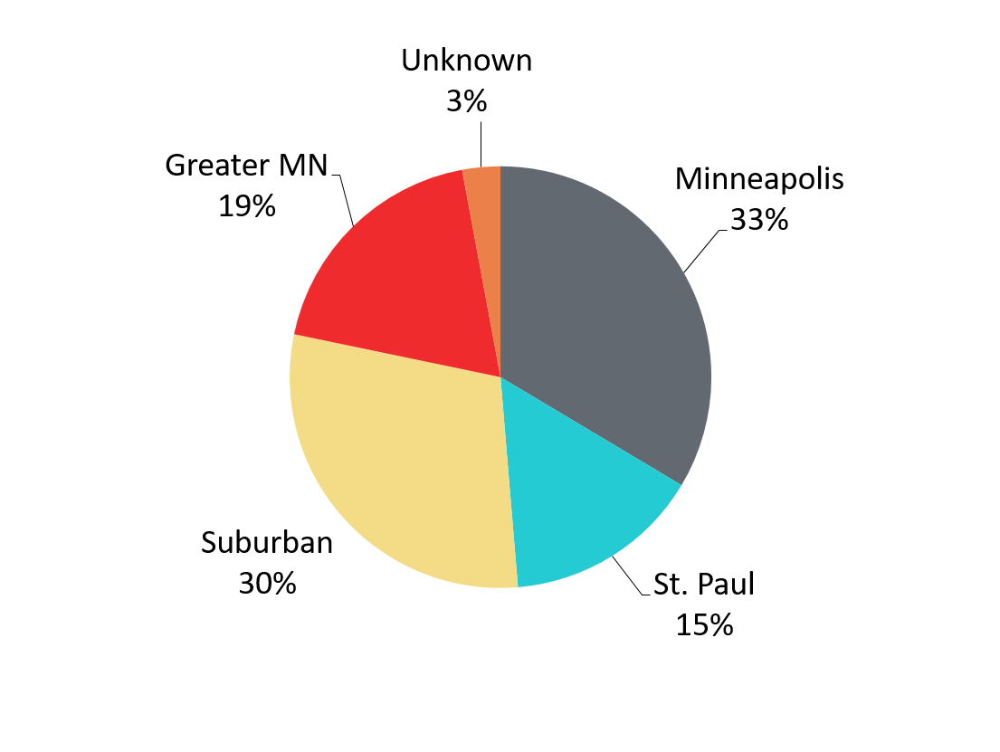 Unknown
3%
Greater MN
19%
Minneapolis
33%
Suburban
30%
St. Paul
15%